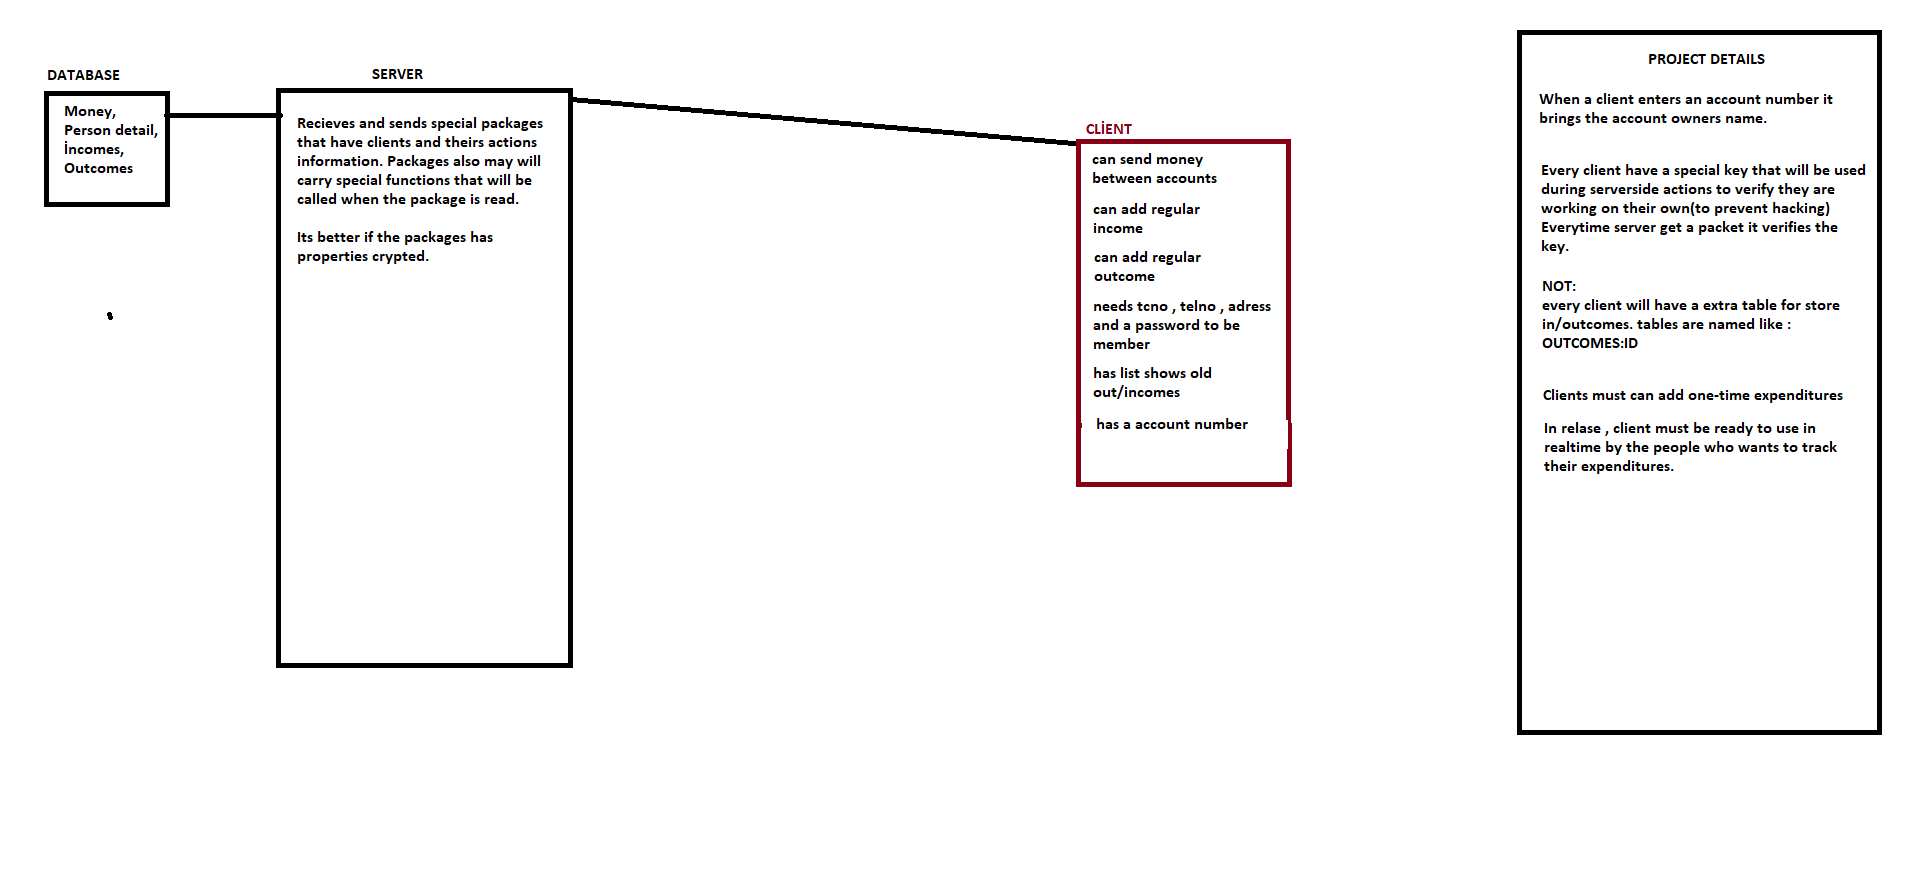 DATABASE
Money,
Person detail,
İncomes,
Outcomes
SERVER
Recieves and sends special packages
that have clients and theirs actions
information. Packages also may will
carry special functions that will be
called when the package is read.
Its better if the packages has
properties crypted.
CLİENT
can send money
between accounts
can add regular
income
can add regular
outcome
needs tcno , telno , adress
and a password to be
member
has list shows old
out/incomes
has a account number
PROJECT DETAILS
When a client enters an account number it
brings the account owners name.
Every client have a special key that will be used
during serverside actions to verify they are
working on their own(to prevent hacking)
Everytime server get a packet it verifies the
key.
NOT:
every client will have a extra table for store
in/outcomes. tables are named like :
OUTCOMES:ID
Clients must can add one-time expenditures
In relase , client must be ready to use in
realtime by the people who wants to track
their expenditures.